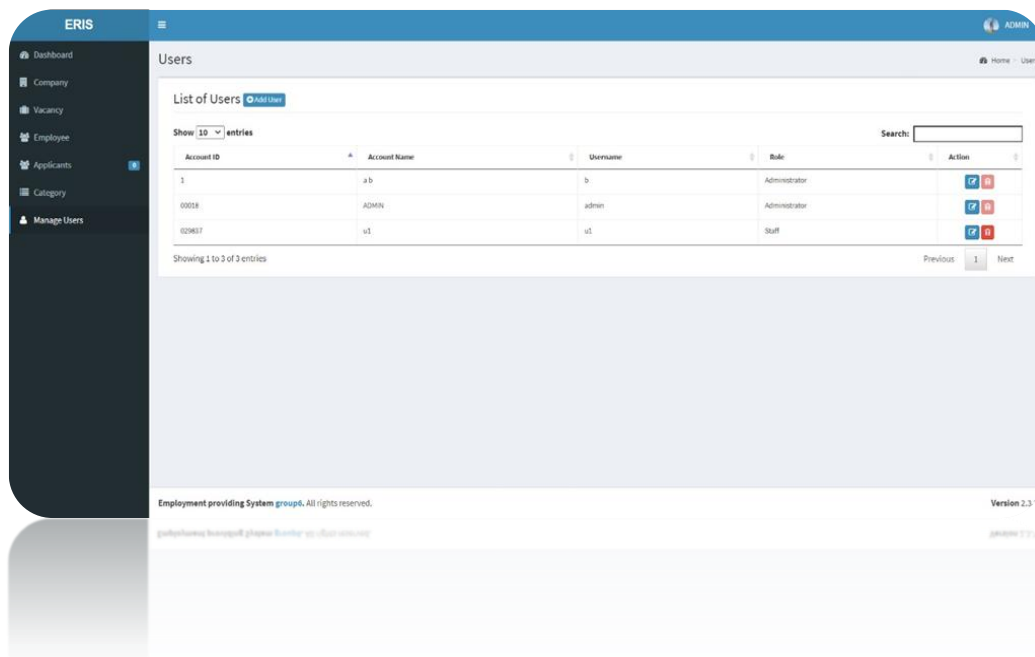 ERIS
ADMIN
Dashboard
Company
Vacancy
Employee
Applicants 0
Category
Manage Users
Users
Home > User
List of Users Add User
Show 10 entries
Search:
Account ID Account Name Username Role Action
1 a b b Administrator
00018 ADMIN admin Administrator
029837 u1 u1 Staff
Showing 1 to 3 of 3 entries
Previous 1 Next
Employment providing System group6. All rights reserved.
Version 2.3